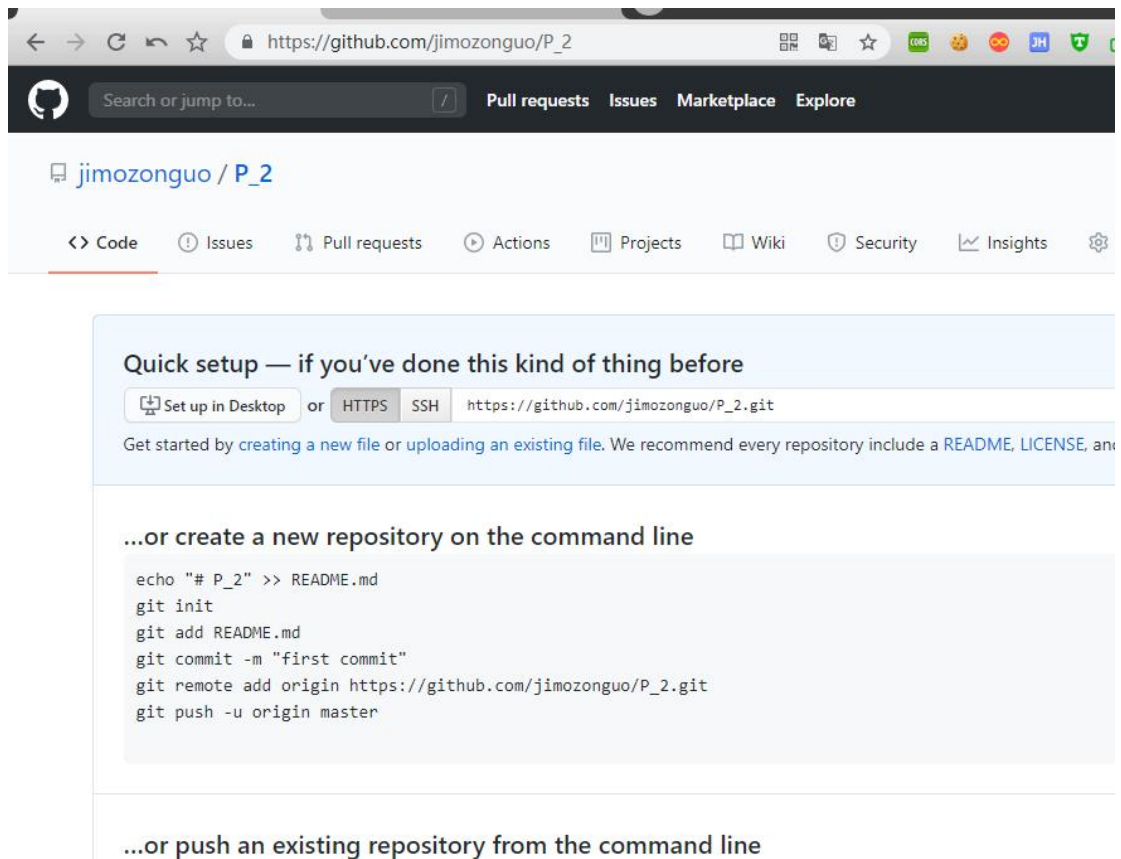 https://github.com/jimozonguo/P_2
CORS
JH
T
Search or jump to... / Pull requests Issues Marketplace Explore
jimozonguo / P_2
<> Code Issues Pull requests Actions Projects Wiki Security Insights
Quick setup — if you’ve done this kind of thing before
Set up in Desktop or HTTPS SSH https://github.com/jimozonguo/P_2.git
Get started by creating a new file or uploading an existing file. We recommend every repository include a README, LICENSE, and
...or create a new repository on the command line
echo "# P_2" >> README.md
git init
git add README.md
git commit -m "first commit"
git remote add origin https://github.com/jimozonguo/P_2.git
git push -u origin master
...or push an existing repository from the command line